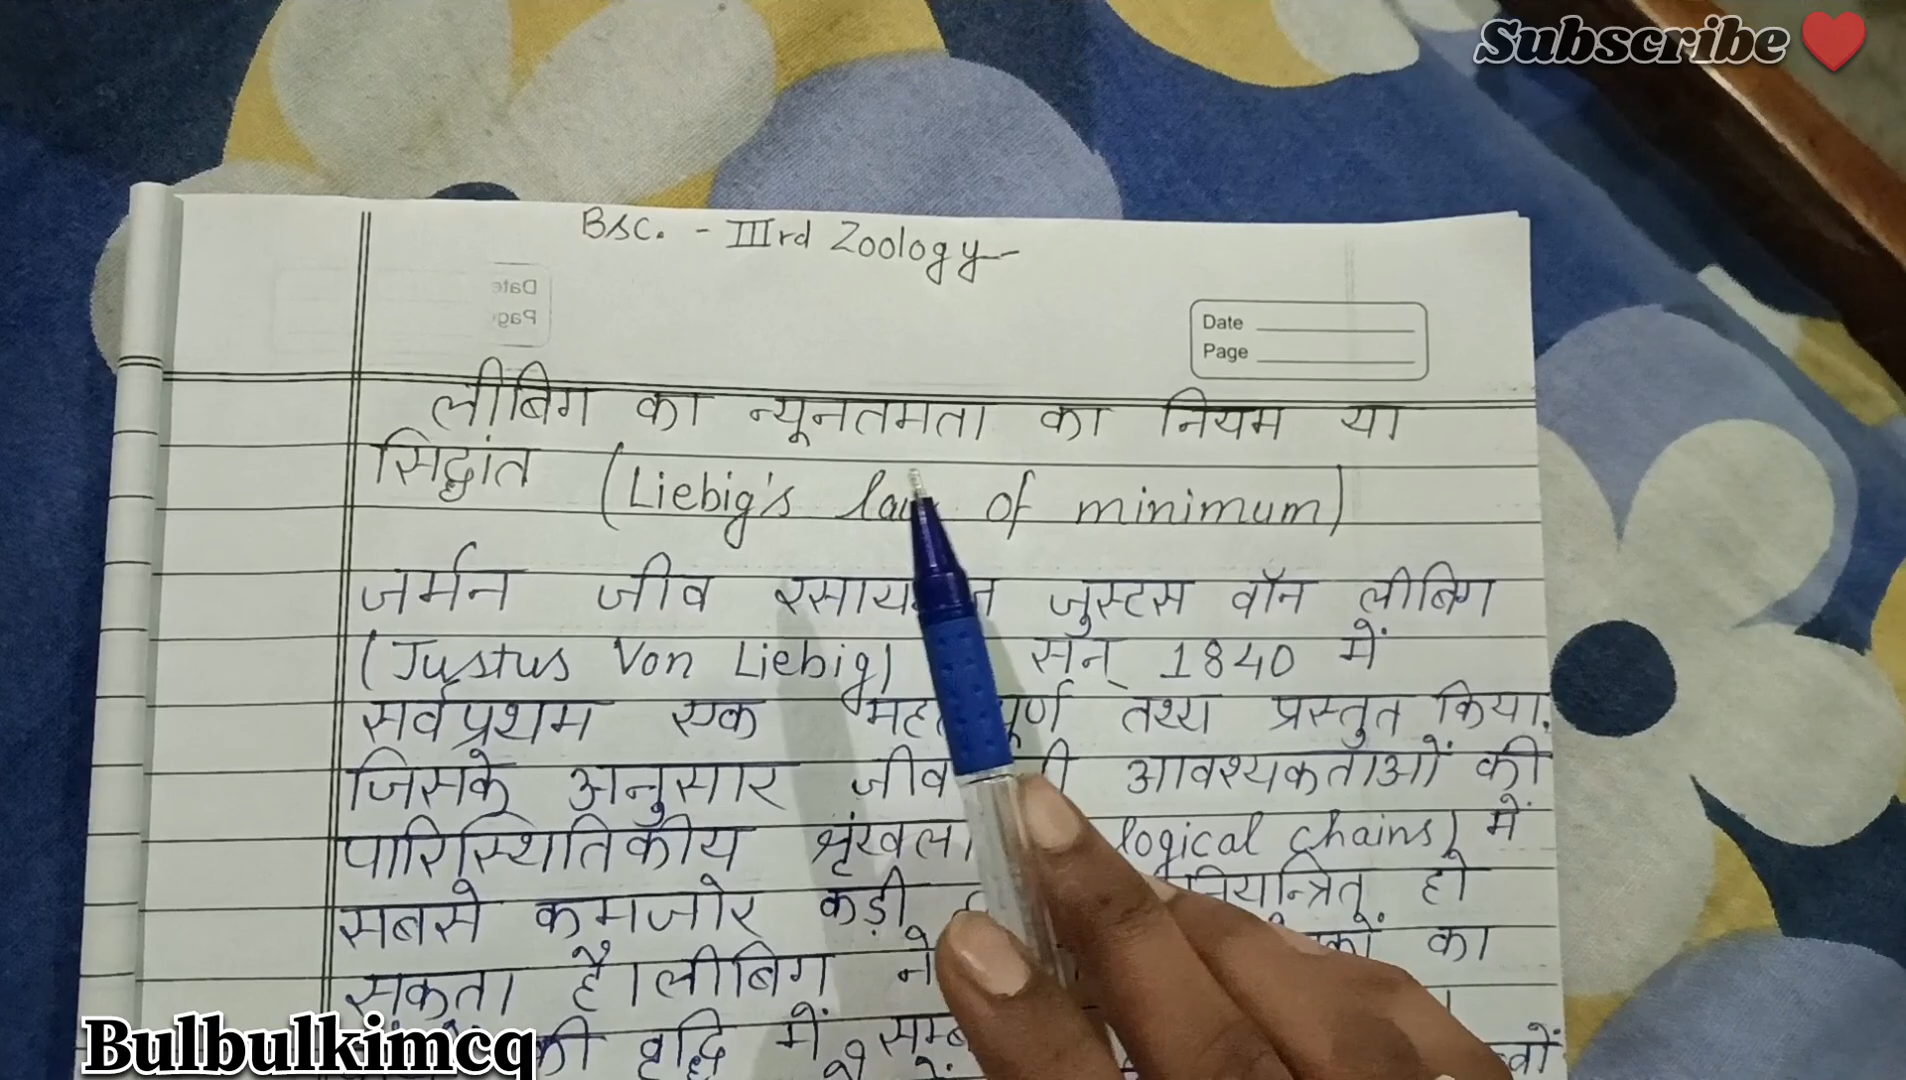 Subscribe
Bsc. - IIIrd Zoology
Date
Page
Date
Page
लीबिग का न्यूनतमता का नियम या
सिद्धांत (Liebig's law of minimum)
जर्मन जीव जुस्टस वॉन लीबिग
(Justus Von Liebig) सन् 1840 में
सर्वप्रथम एक तथ्य प्रस्तुत किया.
जिसके अनुसार जीव आवश्यकताओं की
पारिस्थितिकीय logical chains) में
सबसे कमजोर कड़ी नियन्त्रित हो
सकता है। लीबिग ने का
की वृद्धि में
Bulbulkimcq